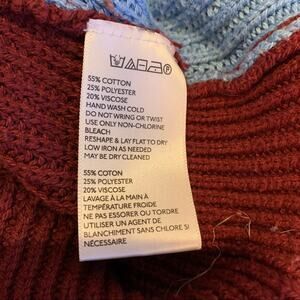 55% COTTON
25% POLYESTER
20% VISCOSE
HAND WASH COLD
DO NOT WRING OR TWIST
USE ONLY NON-CHLORINE
BLEACH
RESHAPE & LAY FLAT TO DRY
LOW IRON AS NEEDED
MAY BE DRY CLEANED
55% COTON
25% POLYESTER
20% VISCOSE
LAVAGE À LA MAIN À
TEMPÉRATURE FROIDE
NE PAS ESSORER OU TORDRE
UTILISER UN AGENT DE
BLANCHIMENT SANS CHLORE SI
NÉCESSAIRE